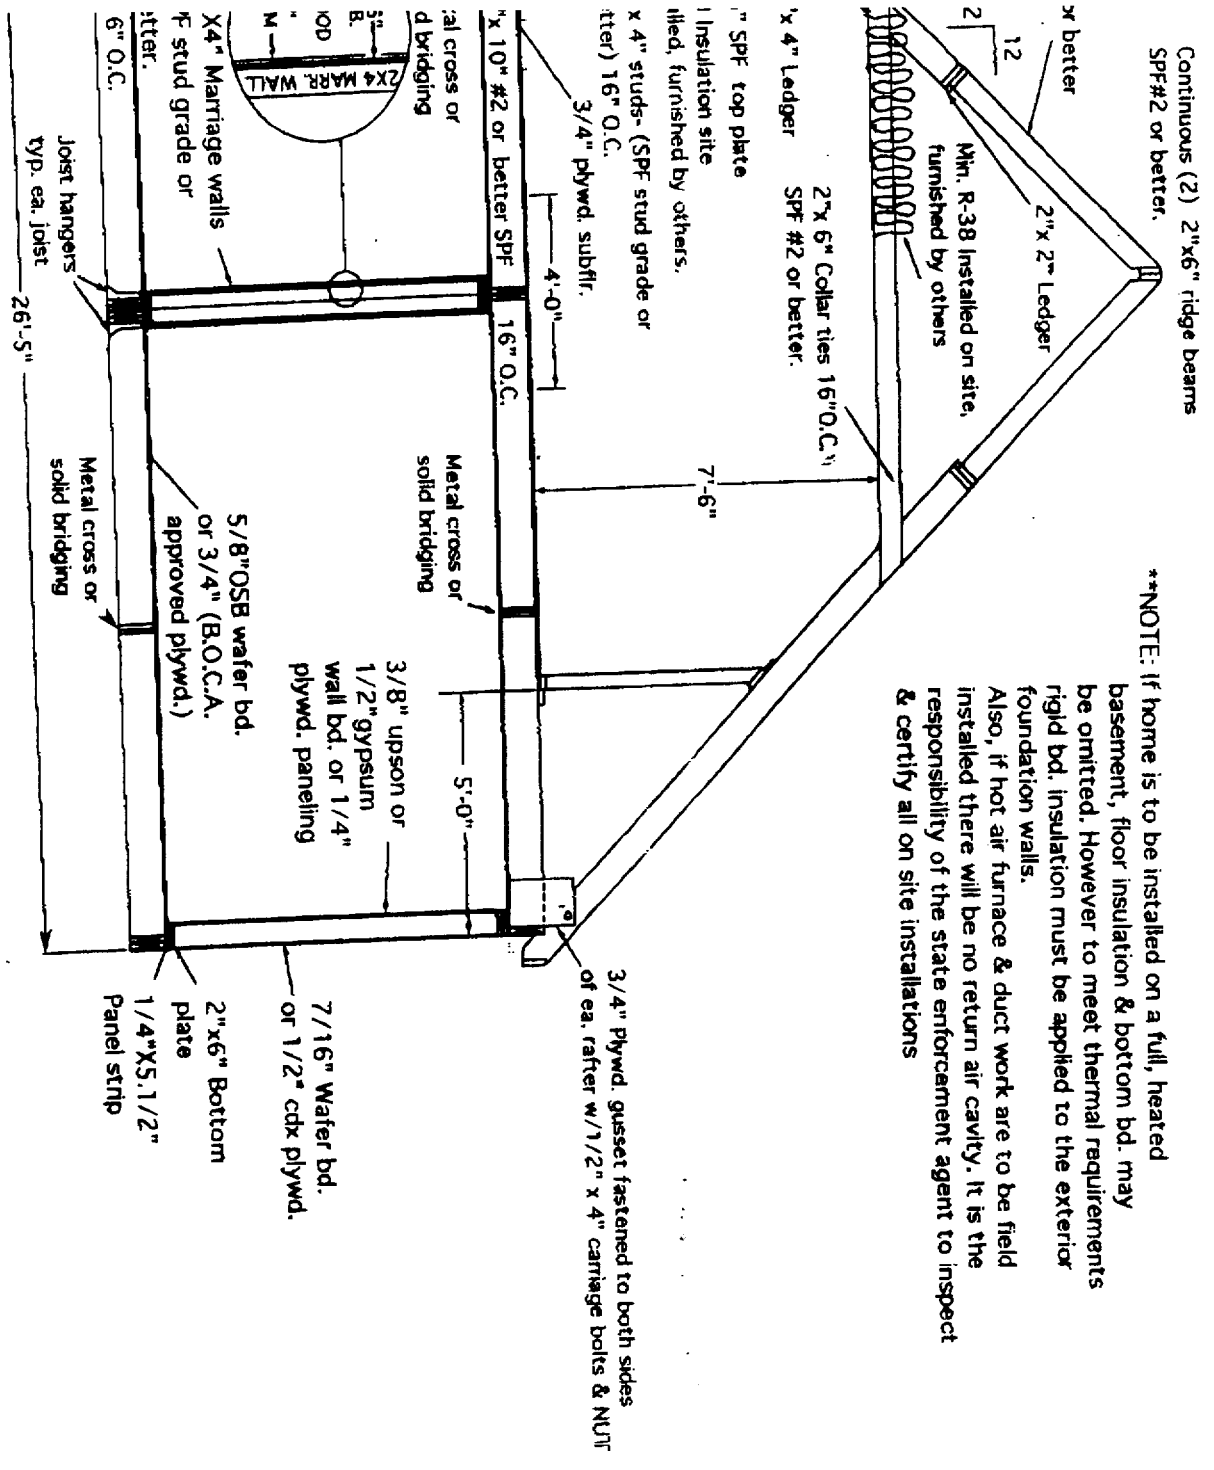 Continuous (2) 2"x6" ridge beams
SPF#2 or better.
or better
12
2
2"x 2" Ledger
Min. R-38 Installed on site,
furnished by others
2"x 6" Collar ties 16"O.C.
SPF #2 or better.
"x 4" Ledger
" SPF top plate
Insulation site
lled, furnished by others.
x 4" studs- (SPF stud grade or
tter) 16" O.C.
3/4" plywd. subflr.
4'-0"
7'-6"
"x 10" #2 or better SPF 16" O.C.
al cross or
d bridging
Metal cross or
solid bridging
5'-0"
**NOTE: If home is to be installed on a full, heated
basement, floor insulation & bottom bd. may
be omitted. However to meet thermal requirements
rigid bd. insulation must be applied to the exterior
foundation walls.
Also, if hot air furnace & duct work are to be field
installed there will be no return air cavity. It is the
responsibility of the state enforcement agent to inspect
& certify all on site installations
3/4" Plywd. gusset fastened to both sides
of ea. rafter w/1/2" x 4" carriage bolts & NUT
3/8" upson or
1/2" gypsum
wall bd. or 1/4"
plywd. paneling
7/16" Wafer bd.
or 1/2" cdx plywd.
2"x6" Bottom
plate
1/4"X5.1/2"
Panel strip
5"
B.
OD
"
M
2X4 MARR. WALL
X4" Marriage walls
F stud grade or
tter.
6" O.C.
5/8"OSB wafer bd.
or 3/4" (B.O.C.A.
approved plywd.)
Joist hangers
typ. ea. joist
Metal cross or
solid bridging
26'-5"